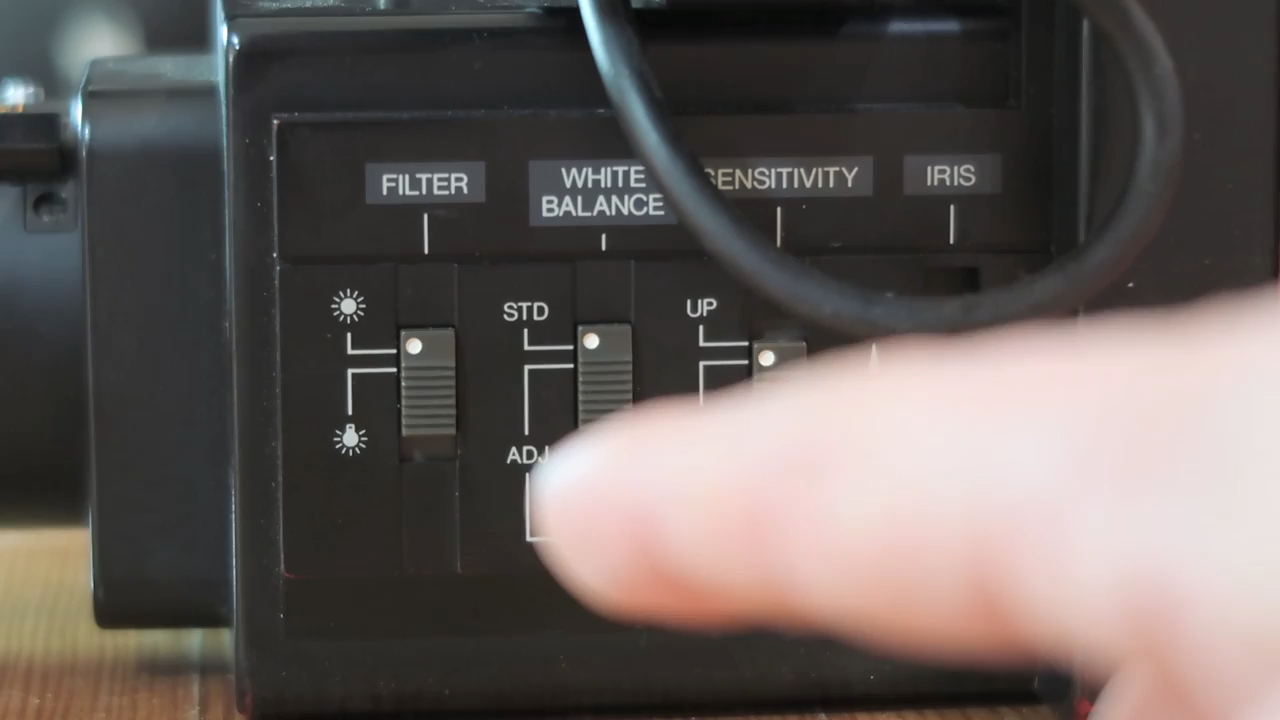 FILTER
WHITE
BALANCE
SENSITIVITY
IRIS
STD
UP
ADJ